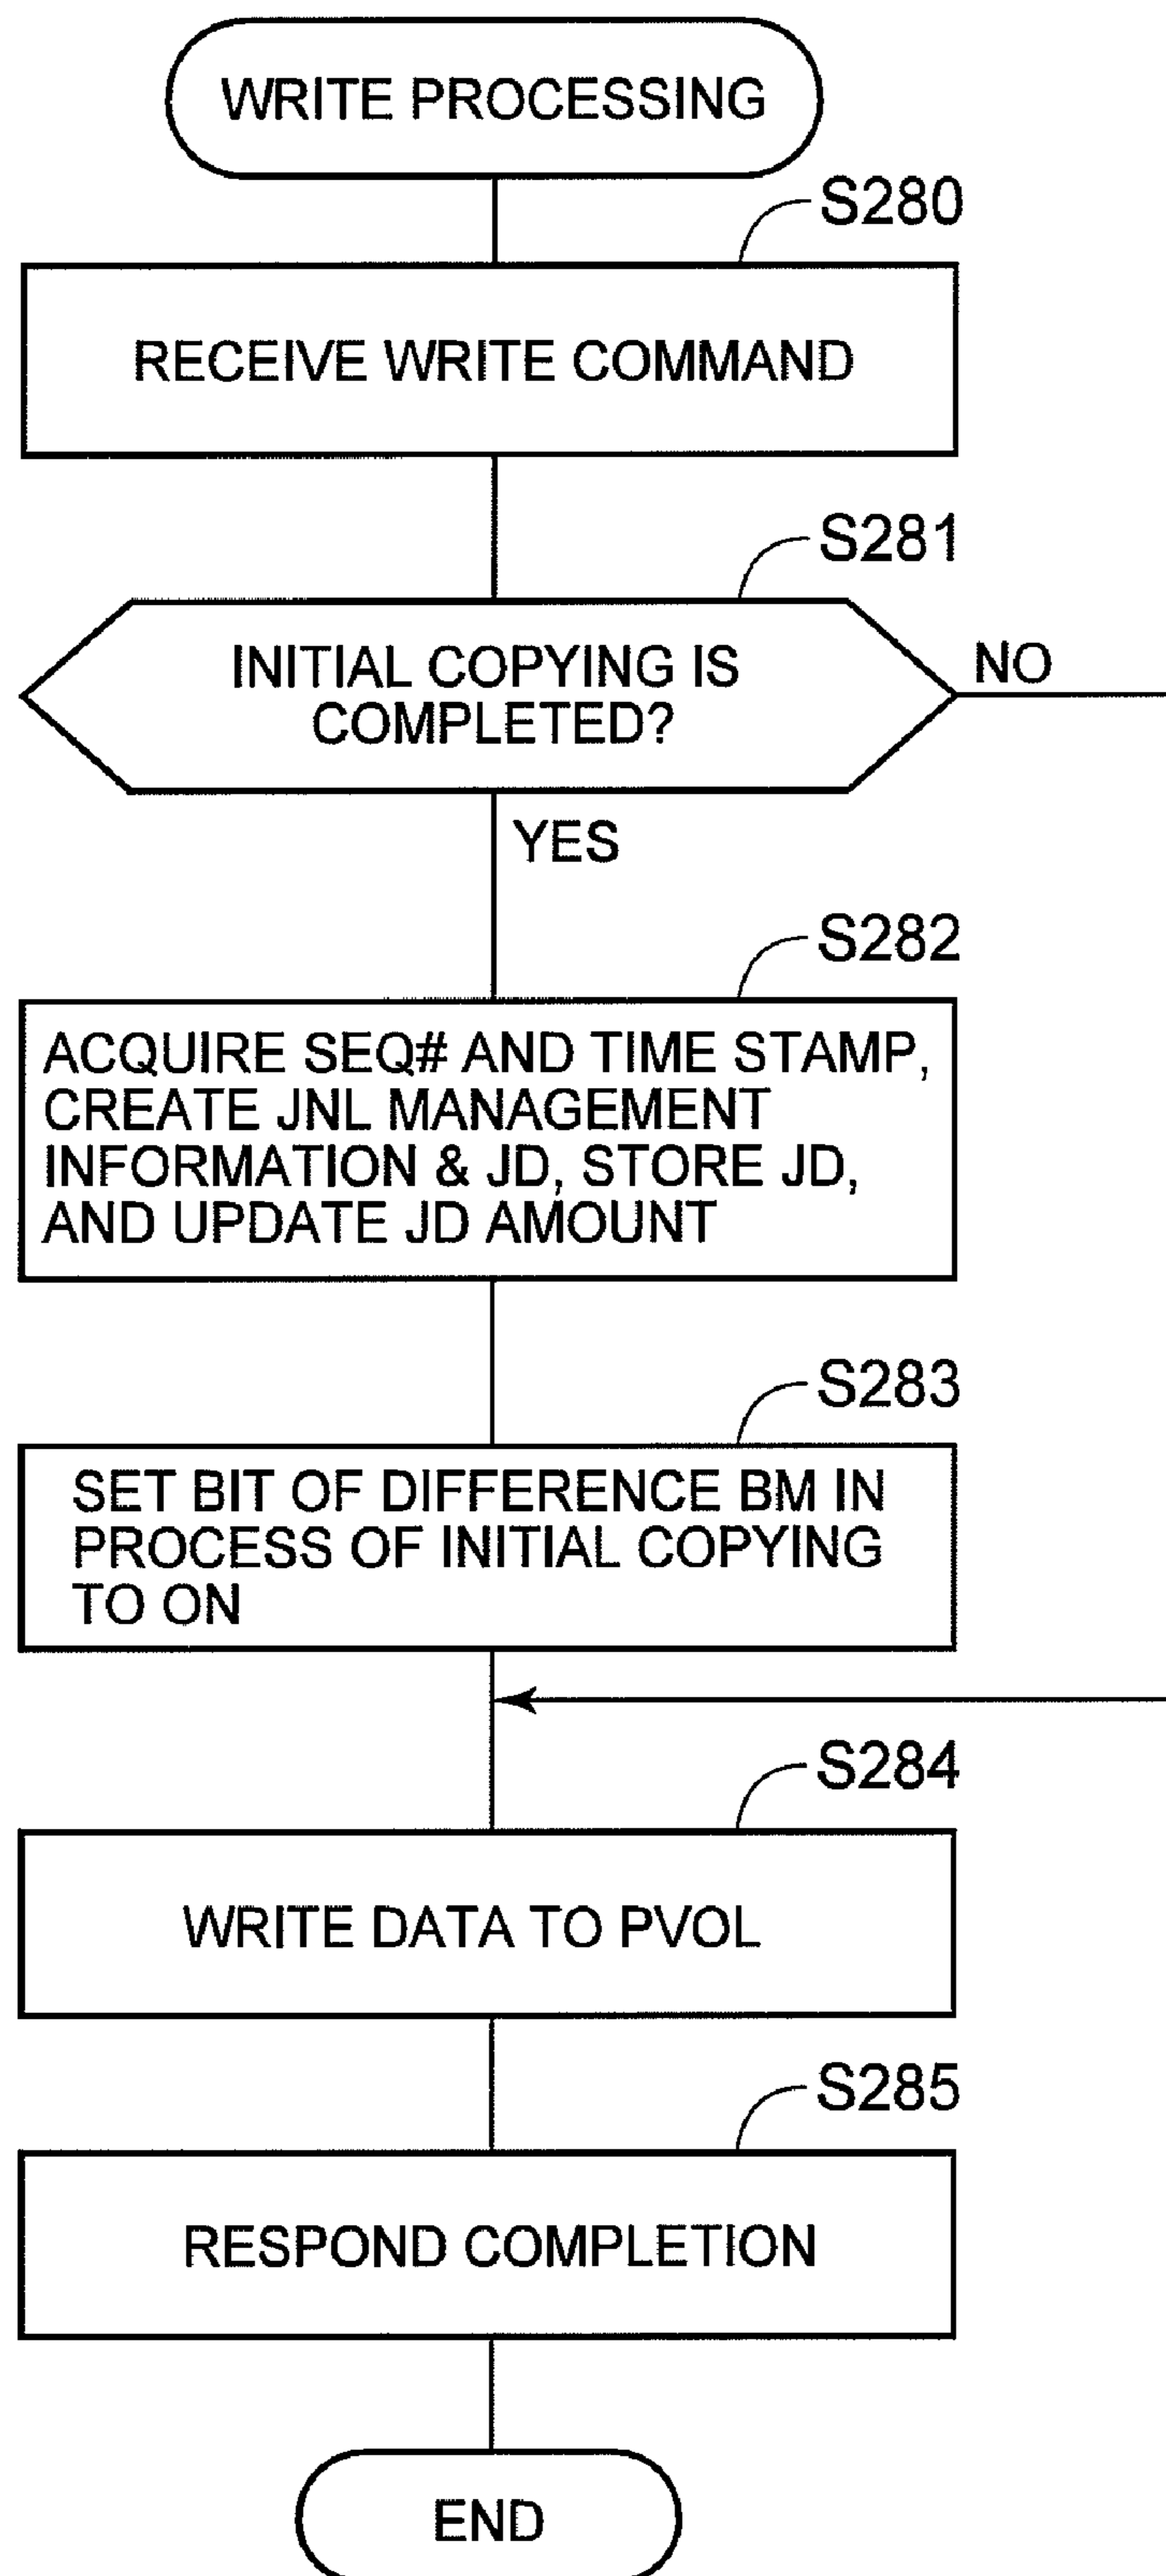 WRITE PROCESSING
S280
RECEIVE WRITE COMMAND
S281
INITIAL COPYING IS
COMPLETED?
NO
YES
S282
ACQUIRE SEQ# AND TIME STAMP,
CREATE JNL MANAGEMENT
INFORMATION & JD, STORE JD,
AND UPDATE JD AMOUNT
S283
SET BIT OF DIFFERENCE BM IN
PROCESS OF INITIAL COPYING
TO ON
S284
WRITE DATA TO PVOL
S285
RESPOND COMPLETION
END